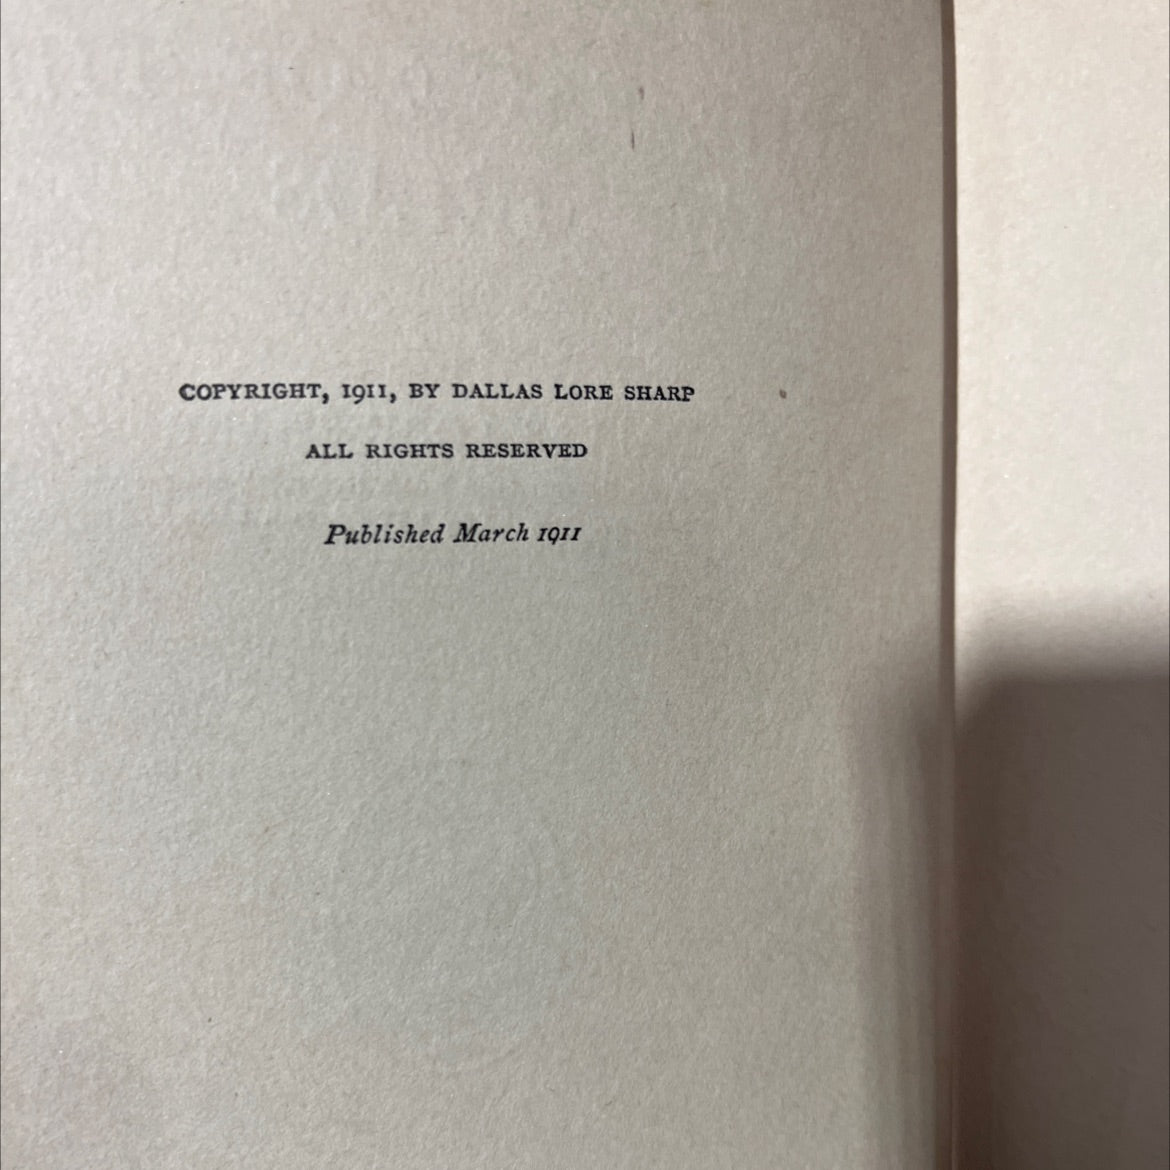 COPYRIGHT, 1911, BY DALLAS LORE SHARP
ALL RIGHTS RESERVED
Published March 1911